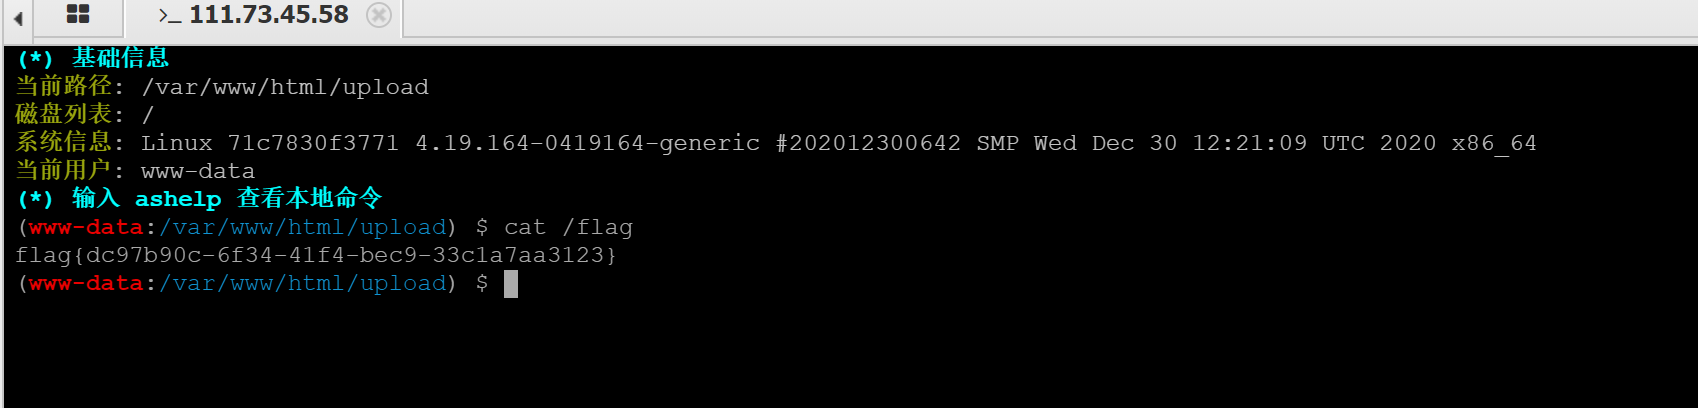 >_ 111.73.45.58
(*) 基础信息
当前路径: /var/www/html/upload
磁盘列表: /
系统信息: Linux 71c7830f3771 4.19.164-0419164-generic #202012300642 SMP Wed Dec 30 12:21:09 UTC 2020 x86_64
当前用户: www-data
(*) 输入 ashelp 查看本地命令
(www-data:/var/www/html/upload) $ cat /flag
flag{dc97b90c-6f34-41f4-bec9-33c1a7aa3123}
(www-data:/var/www/html/upload) $